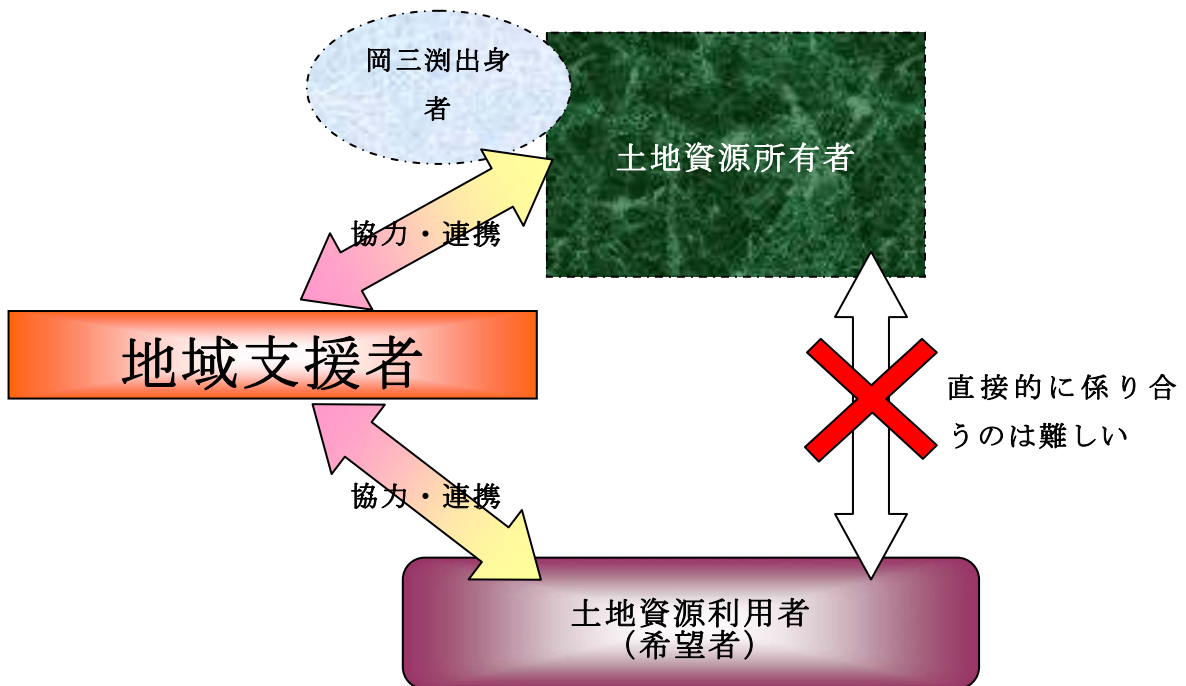 岡三渕出身
者
土地資源所有者
協力・連携
地域支援者
直接的に係り合
うのは難しい
協力・連携
土地資源利用者
（希望者）